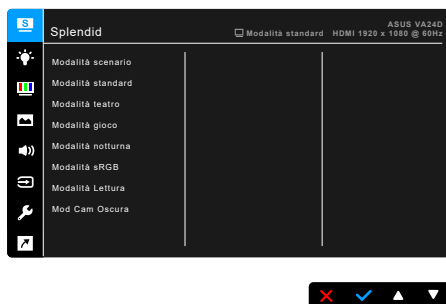 S
ASUS VA24D
Splendid
Modalità standard HDMI 1920 x 1080 @ 60Hz
Modalità scenario
Modalità standard
Modalità teatro
Modalità gioco
Modalità notturna
Modalità sRGB
Modalità Lettura
Mod Cam Oscura